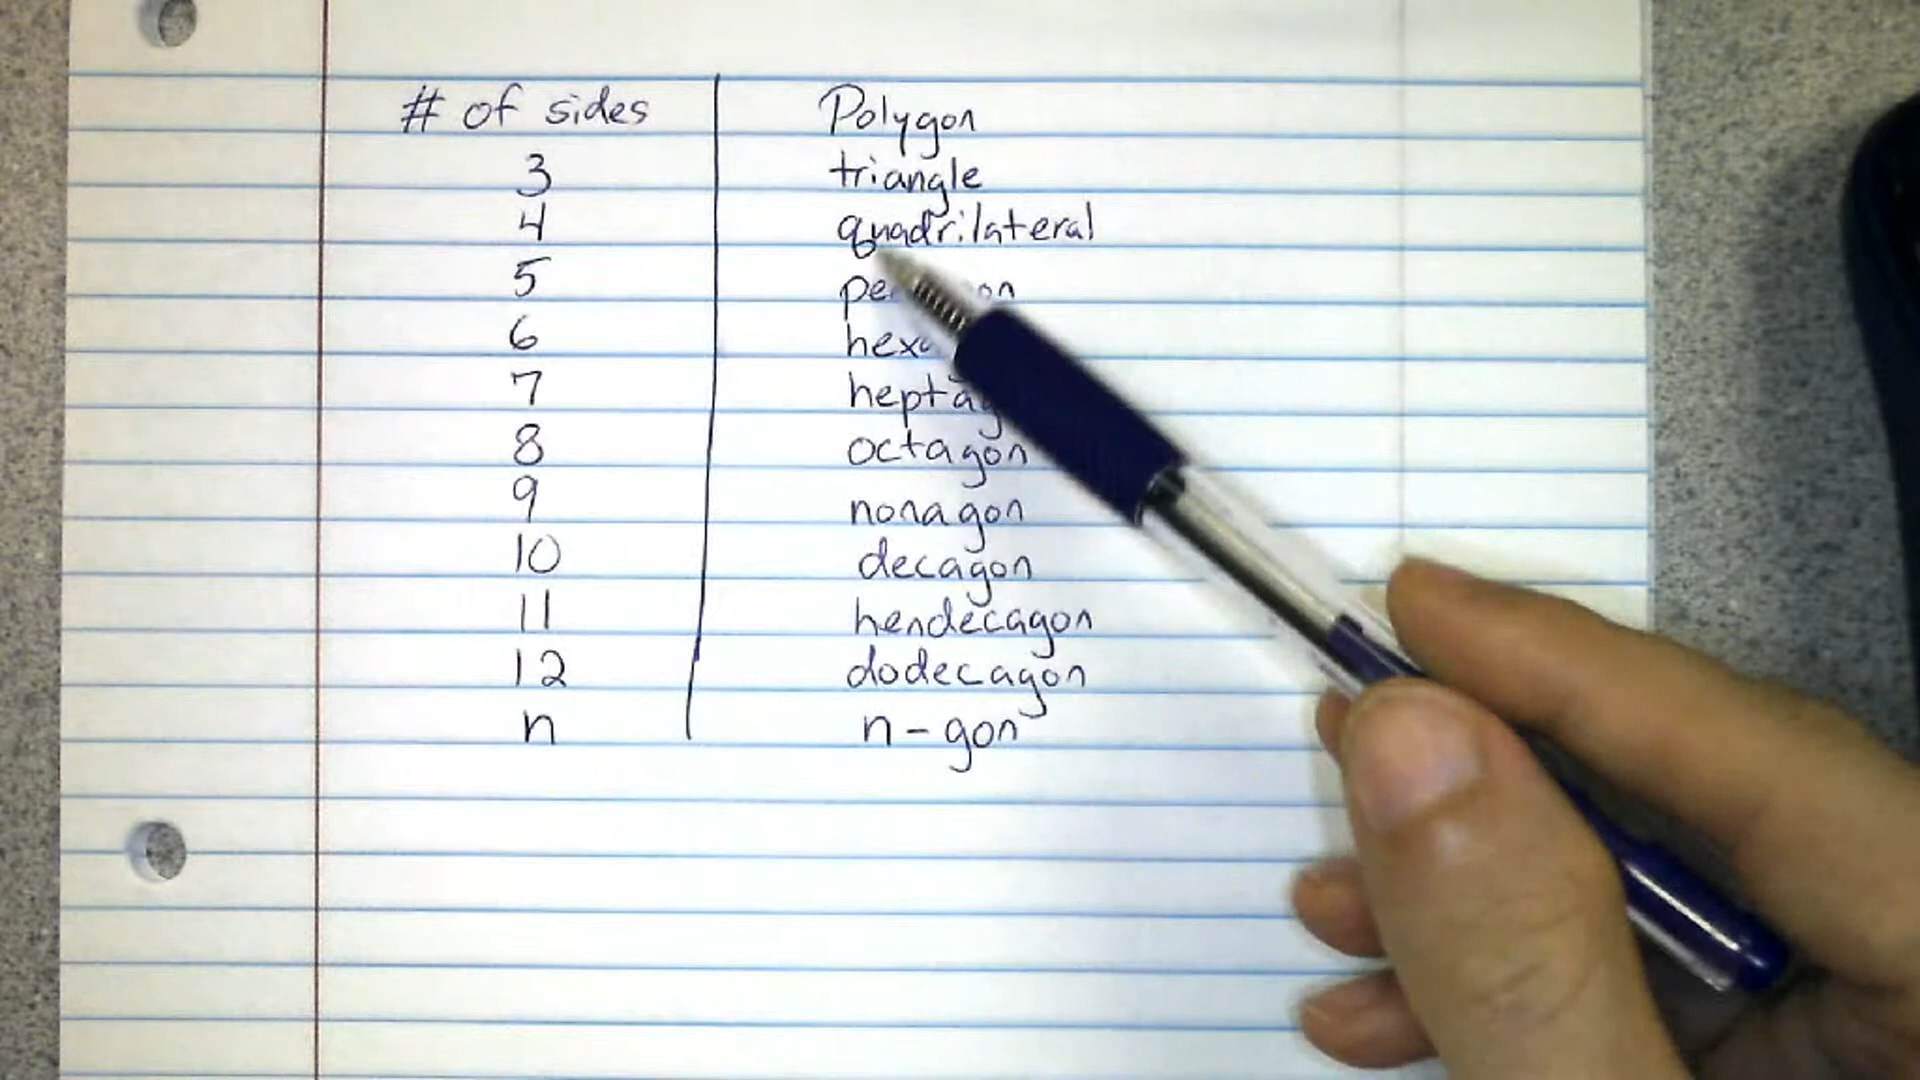 # of sides Polygon
3 triangle
4 quadrilateral
5
6
7
8 octagon
9 nonagon
10 decagon
11 hendecagon
12 dodecagon
n n-gon